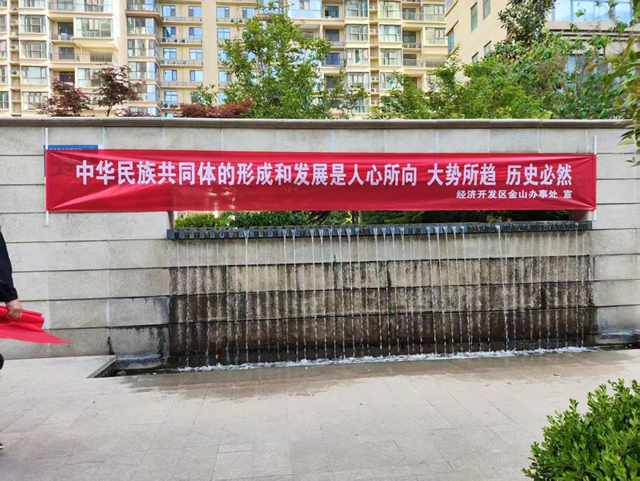 中华民族共同体的形成和发展是人心所向 大势所趋 历史必然
经济开发区金山办事处 宣